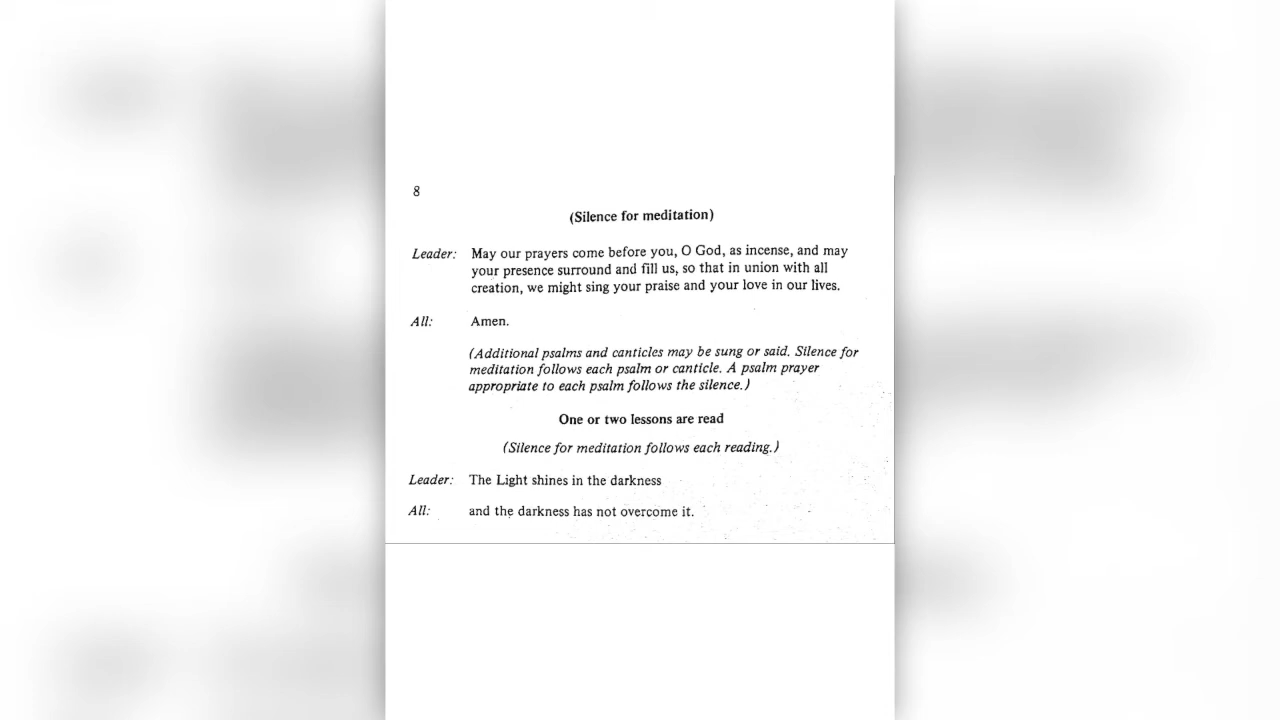 8
(Silence for meditation)
Leader: May our prayers come before you, O God, as incense, and may
your presence surround and fill us, so that in union with all
creation, we might sing your praise and your love in our lives.
All: Amen.
(Additional psalms and canticles may be sung or said. Silence for
meditation follows each psalm or canticle. A psalm prayer
appropriate to each psalm follows the silence.)
One or two lessons are read
(Silence for meditation follows each reading.)
Leader: The Light shines in the darkness
All: and the darkness has not overcome it.